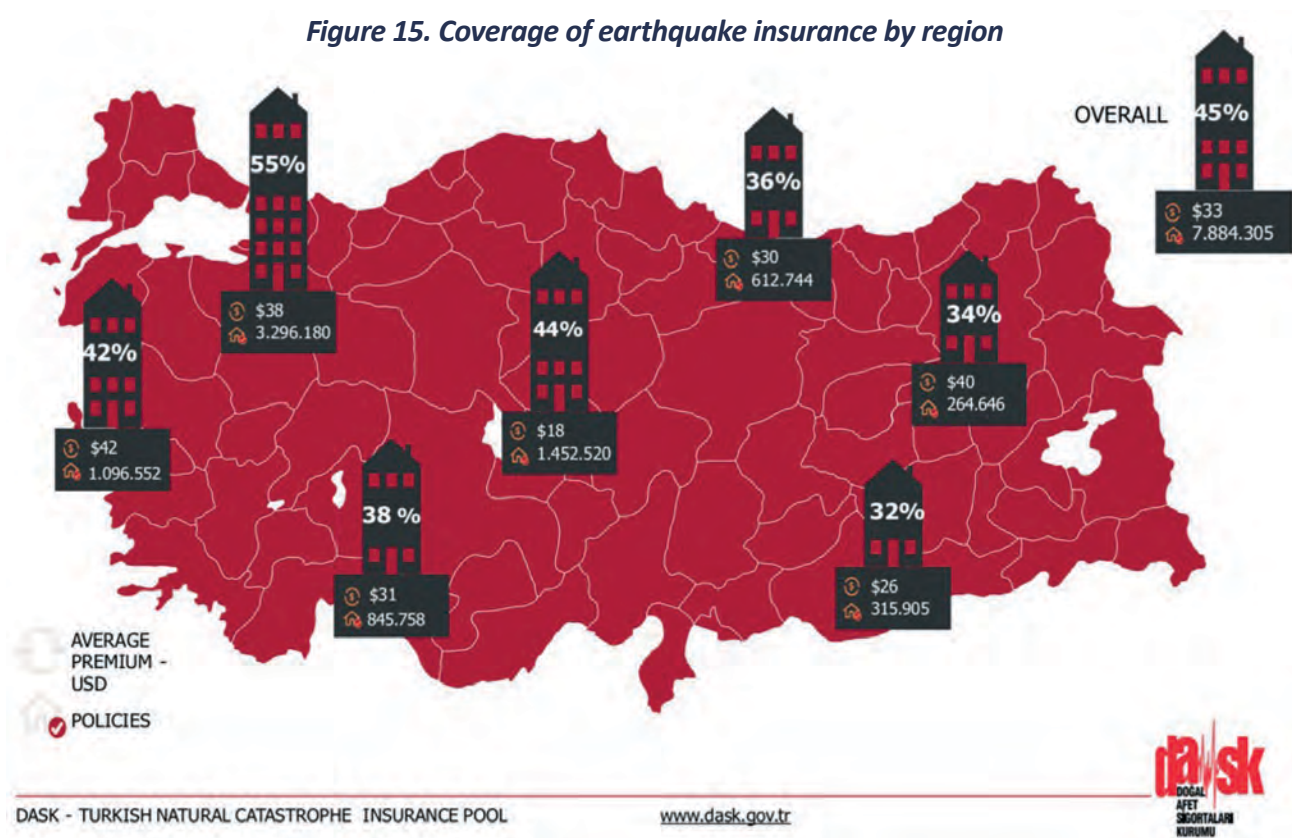 Figure 15. Coverage of earthquake insurance by region
OVERALL
45%
$33
7.884.305
55%
$38
3.296.180
36%
$30
612.744
42%
$42
1.096.552
44%
$18
1.452.520
34%
$40
264.646
38 %
$31
845.758
32%
$26
315.905
AVERAGE
PREMIUM -
USD
POLICIES
dask
DOĞAL
AFET
SİGORTALARI
KURUMU
DASK - TURKISH NATURAL CATASTROPHE INSURANCE POOL
www.dask.gov.tr